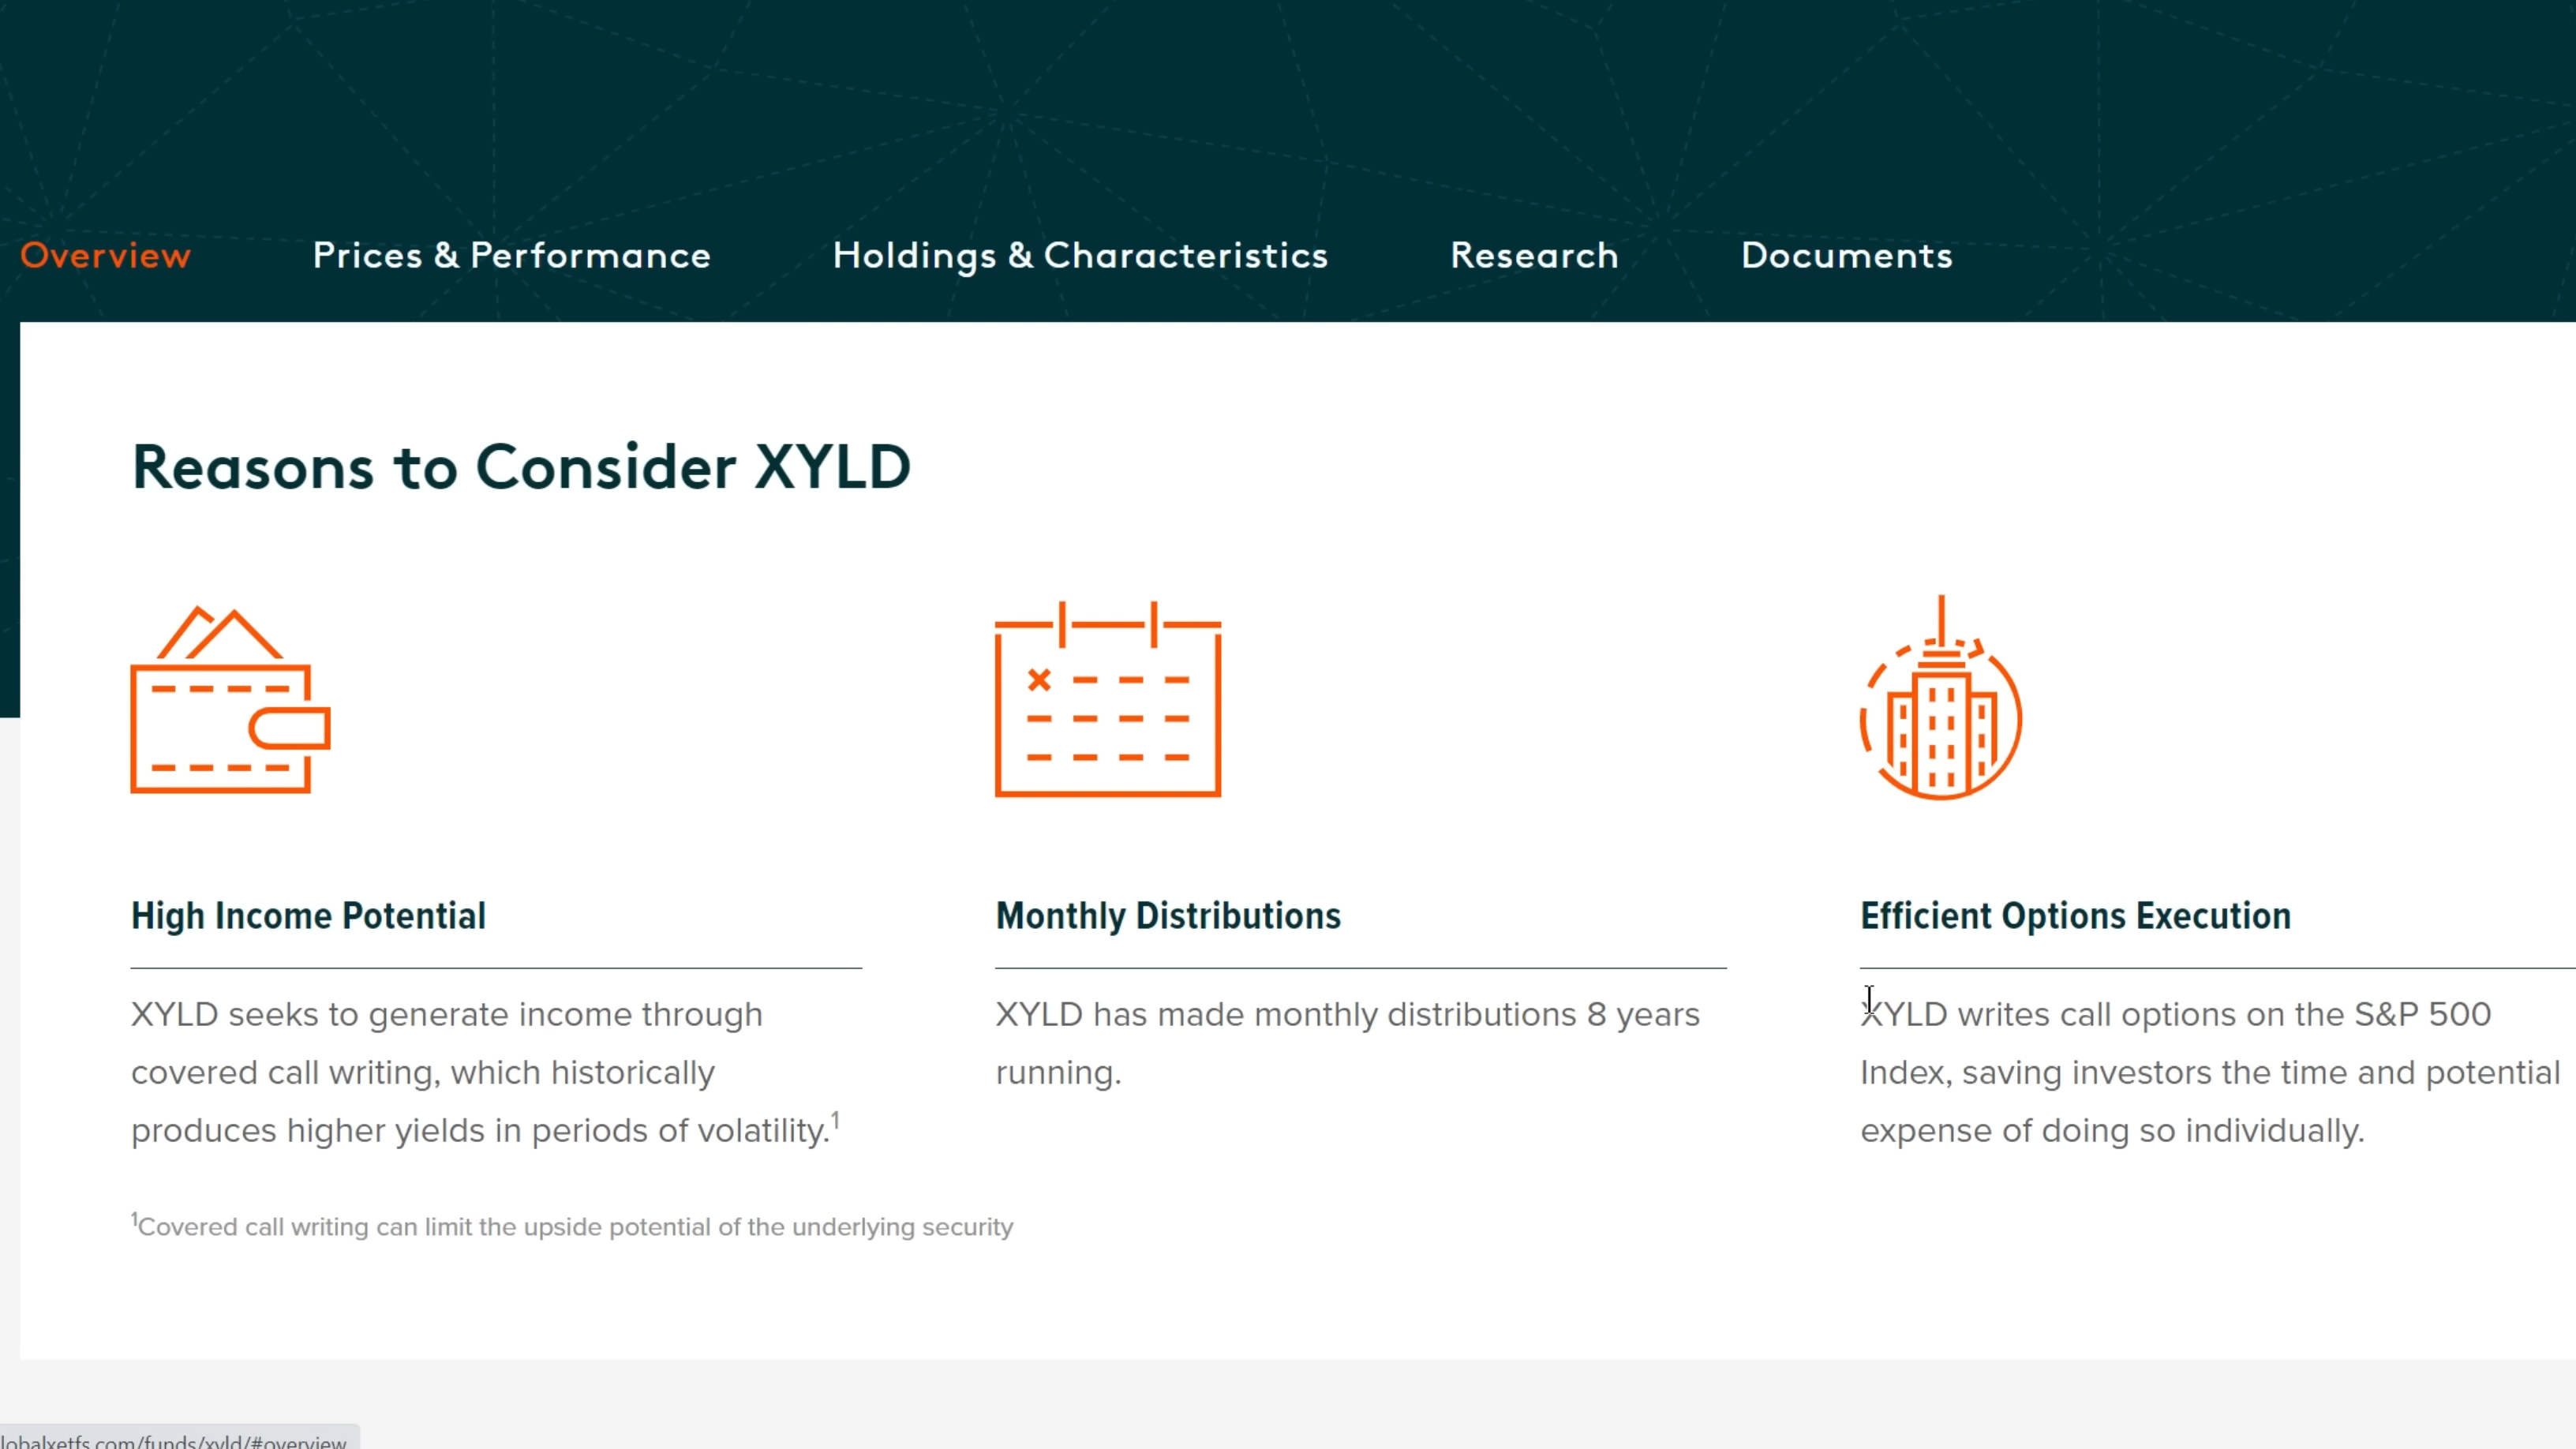 Overview Prices & Performance Holdings & Characteristics Research Documents
Reasons to Consider XYLD
High Income Potential
XYLD seeks to generate income through
covered call writing, which historically
produces higher yields in periods of volatility.¹
Monthly Distributions
XYLD has made monthly distributions 8 years
running.
Efficient Options Execution
XYLD writes call options on the S&P 500
Index, saving investors the time and potential
expense of doing so individually.
¹Covered call writing can limit the upside potential of the underlying security
lobalxetfs.com/funds/xyld/#overview